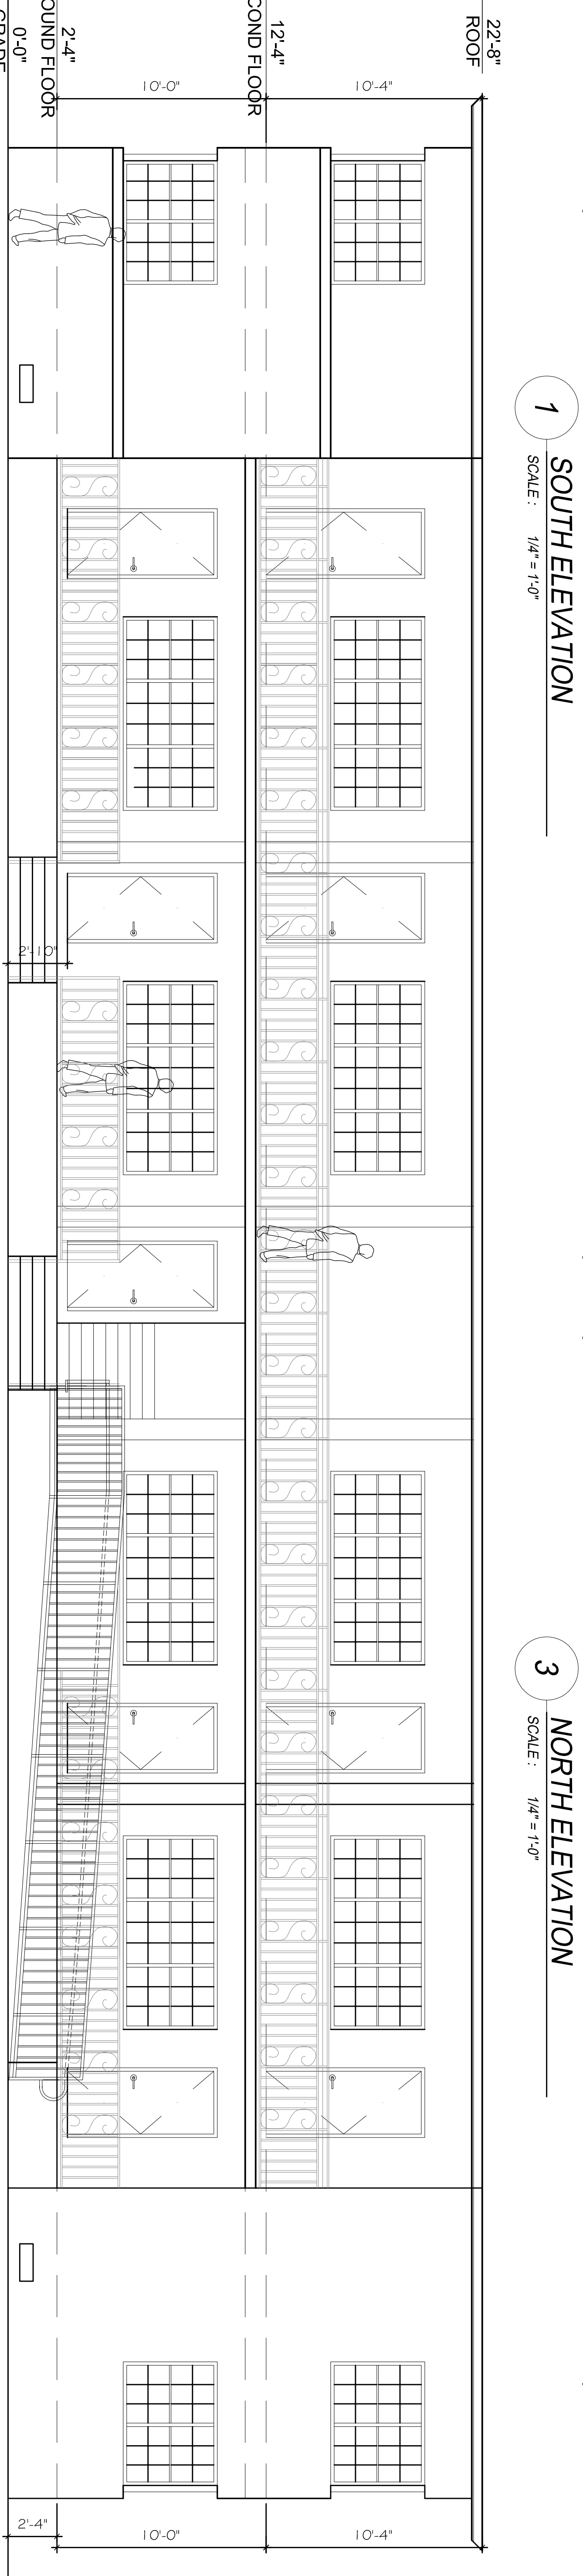 1
SOUTH ELEVATION
SCALE : 1/4" = 1'-0"
3
NORTH ELEVATION
SCALE : 1/4" = 1'-0"
22'-8"
ROOF
10'-4"
12'-4"
COND FLOOR
10'-0"
2'-4"
OUND FLOOR
0'-0"
GRADE
2'-10"
10'-4"
10'-0"
2'-4"